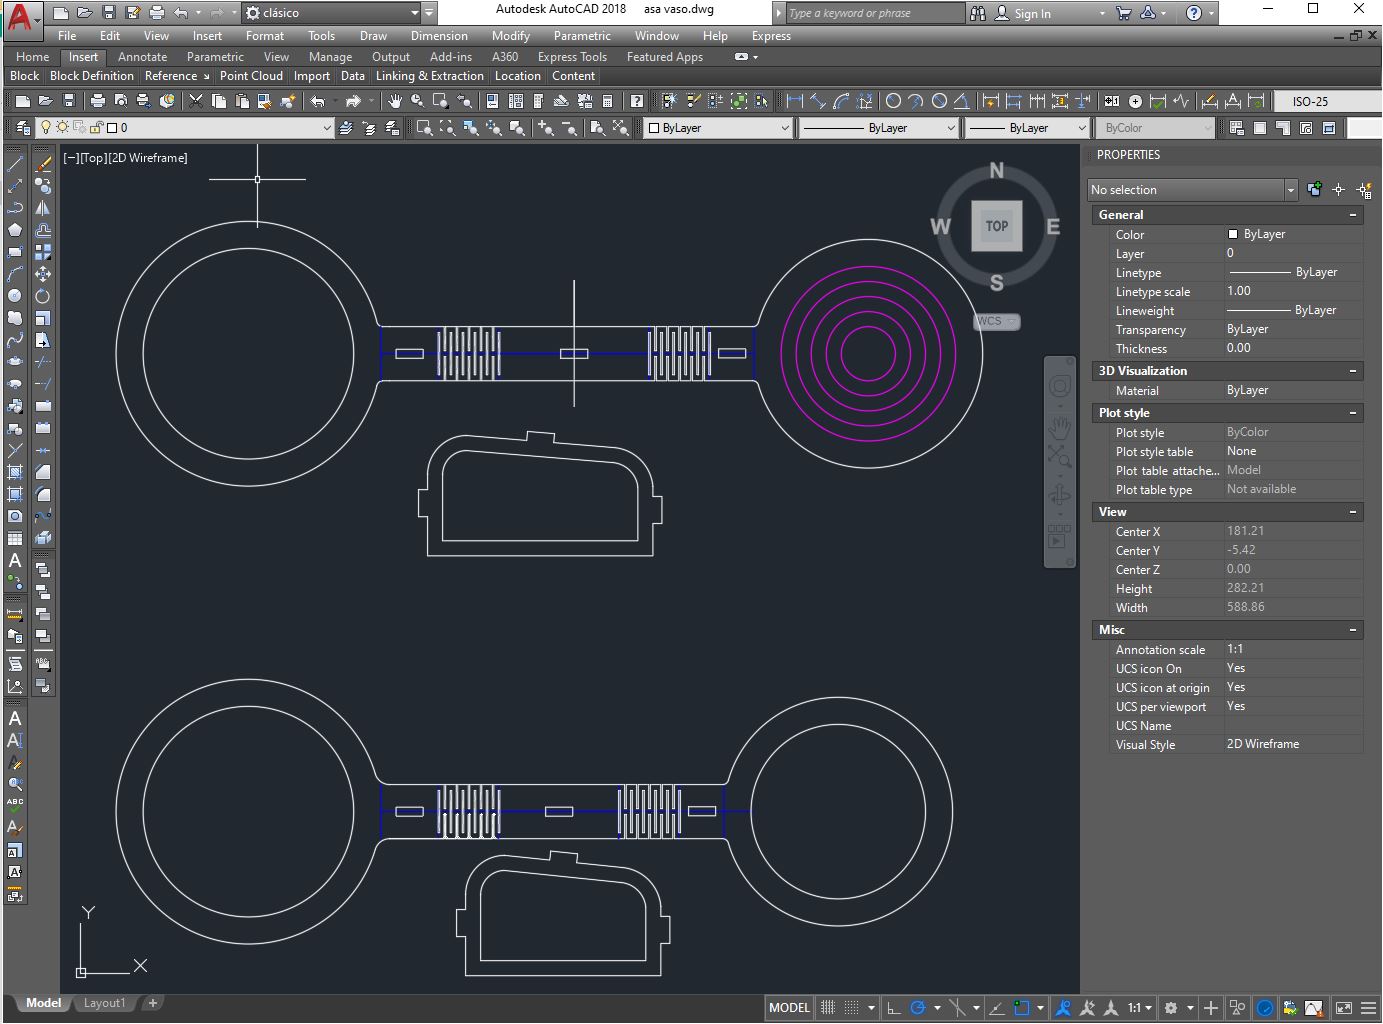 clásico
Autodesk AutoCAD 2018 asa vaso.dwg
Type a keyword or phrase
Sign In
File Edit View Insert Format Tools Draw Dimension Modify Parametric Window Help Express
Home Insert Annotate Parametric View Manage Output Add-ins A360 Express Tools Featured Apps
Block Block Definition Reference Point Cloud Import Data Linking & Extraction Location Content
ISO-25
0 ByLayer ByLayer ByLayer ByColor
[−][Top][2D Wireframe]
PROPERTIES
N
W TOP E
S
WCS
No selection
General
Color ByLayer
Layer 0
Linetype ByLayer
Linetype scale 1.00
Lineweight ByLayer
Transparency ByLayer
Thickness 0.00
3D Visualization
Material ByLayer
Plot style
Plot style ByColor
Plot style table None
Plot table attache... Model
Plot table type Not available
View
Center X 181.21
Center Y -5.42
Center Z 0.00
Height 282.21
Width 588.86
Misc
Annotation scale 1:1
UCS icon On Yes
UCS icon at origin Yes
UCS per viewport Yes
UCS Name
Visual Style 2D Wireframe
A
ABC
A
A
ABC
Y
X
Model Layout1 +
MODEL 1:1